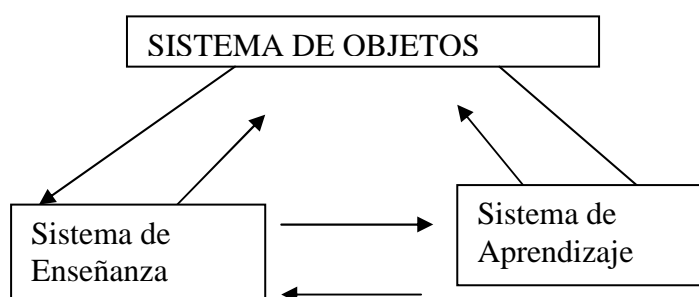 SISTEMA DE OBJETOS
Sistema de
Enseñanza
Sistema de
Aprendizaje